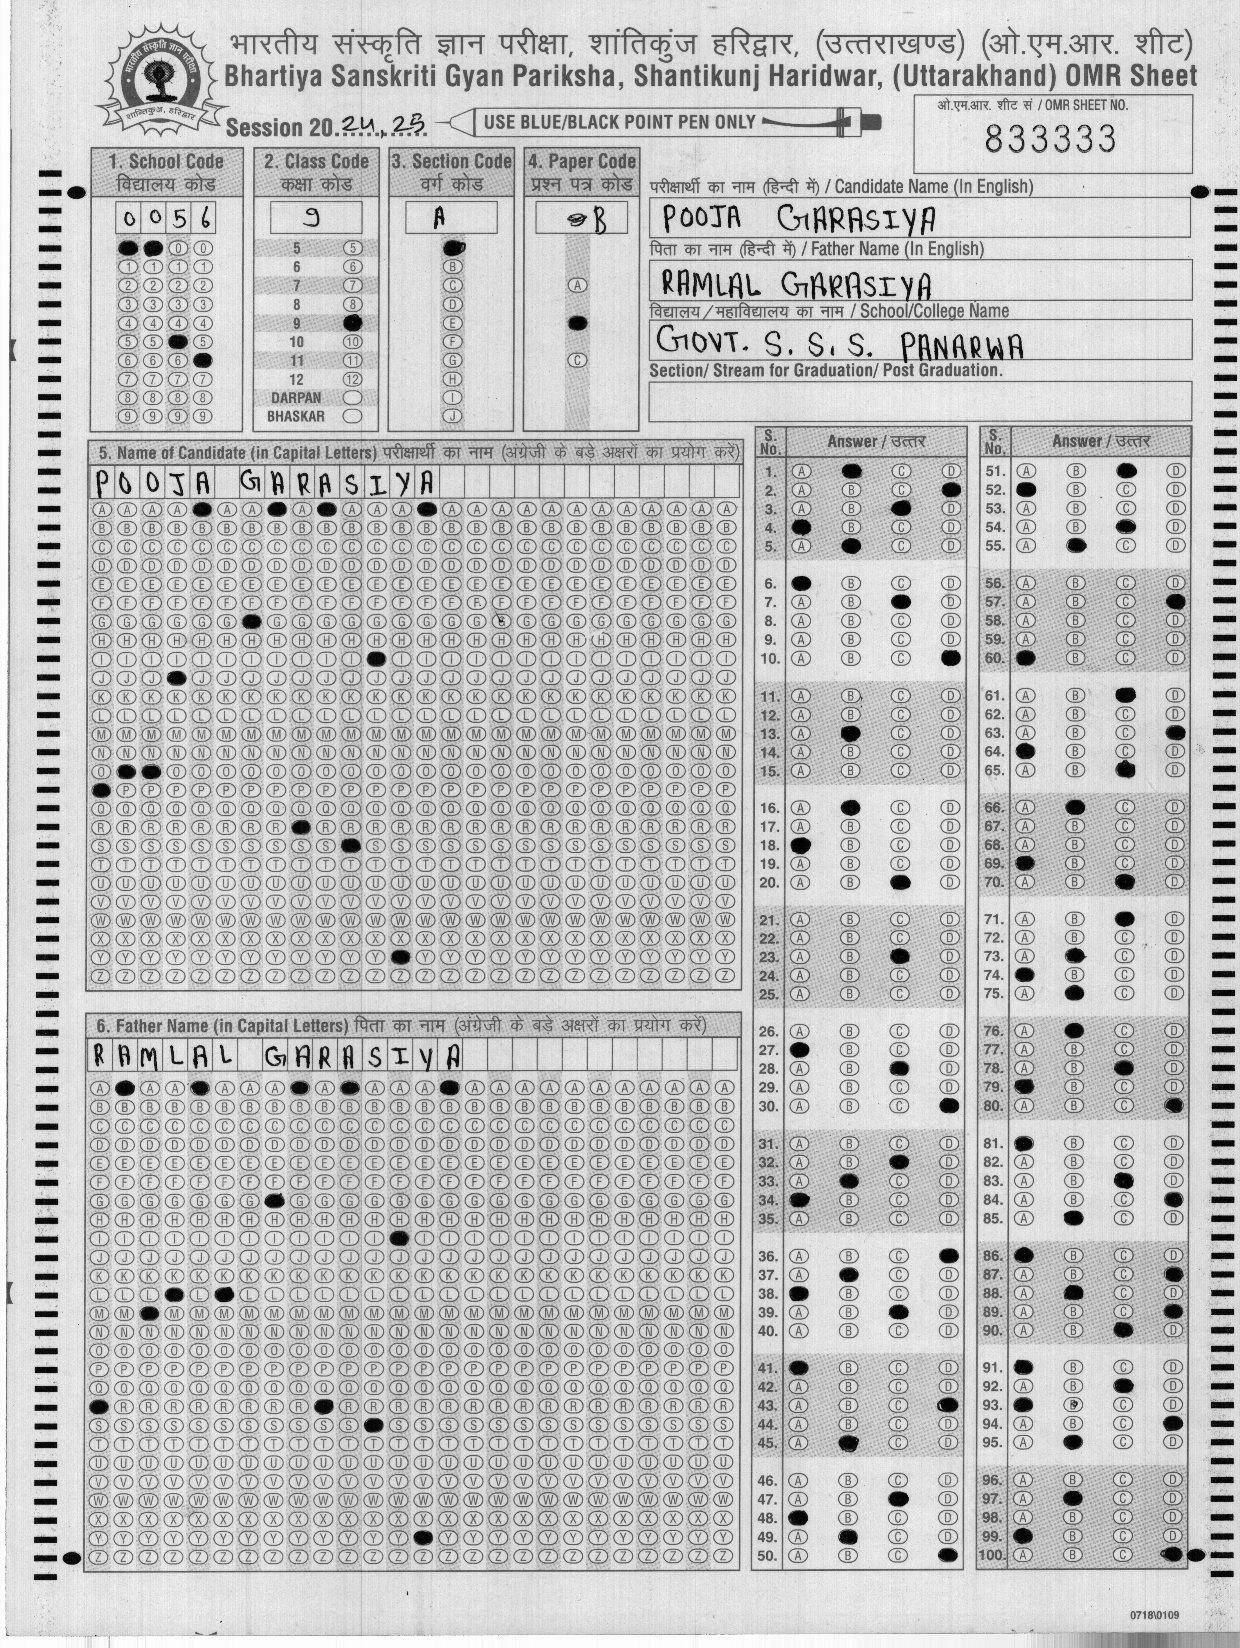 भारतीय संस्कृति ज्ञान परीक्षा, शांतिकुंज हरिद्वार, (उत्तराखण्ड) (ओ.एम.आर. शीट)
Bhartiya Sanskriti Gyan Pariksha, Shantikunj Haridwar, (Uttarakhand) OMR Sheet
Session 20 24, 25
USE BLUE/BLACK POINT PEN ONLY
ओ.एम.आर. शीट सं / OMR SHEET NO.
833333
1. School Code
विद्यालय कोड
0 0 5 6
2. Class Code
कक्षा कोड
9
5
6
7
8
9
10
11
12
DARPAN
BHASKAR
3. Section Code
वर्ग कोड
A
4. Paper Code
प्रश्न पत्र कोड
B
परीक्षार्थी का नाम (हिन्दी में) / Candidate Name (In English)
POOJA GARASIYA
पिता का नाम (हिन्दी में) / Father Name (In English)
RAMLAL GARASIYA
विद्यालय / महाविद्यालय का नाम / School/College Name
GOVT. S. S. S. PANARWA
Section/ Stream for Graduation/ Post Graduation.
5. Name of Candidate (in Capital Letters) परीक्षार्थी का नाम (अंग्रेजी के बड़े अक्षरों का प्रयोग करें)
POOJA GARASIYA
6. Father Name (in Capital Letters) पिता का नाम (अंग्रेजी के बड़े अक्षरों का प्रयोग करें)
RAMLAL GARASIYA
S. No. Answer / उत्तर
S. No. Answer / उत्तर
0718\0109